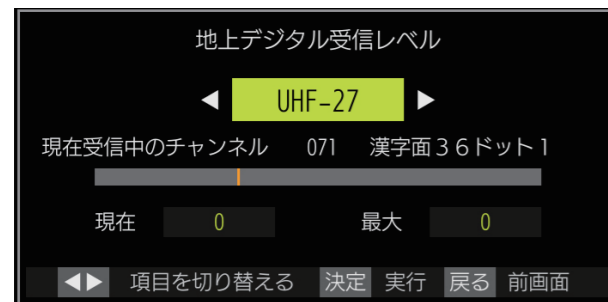 地上デジタル受信レベル
◀ UHF-27 ▶
現在受信中のチャンネル 071 漢字面３６ドット１
現在 0 最大 0
◀▶ 項目を切り替える 決定 実行 戻る 前画面